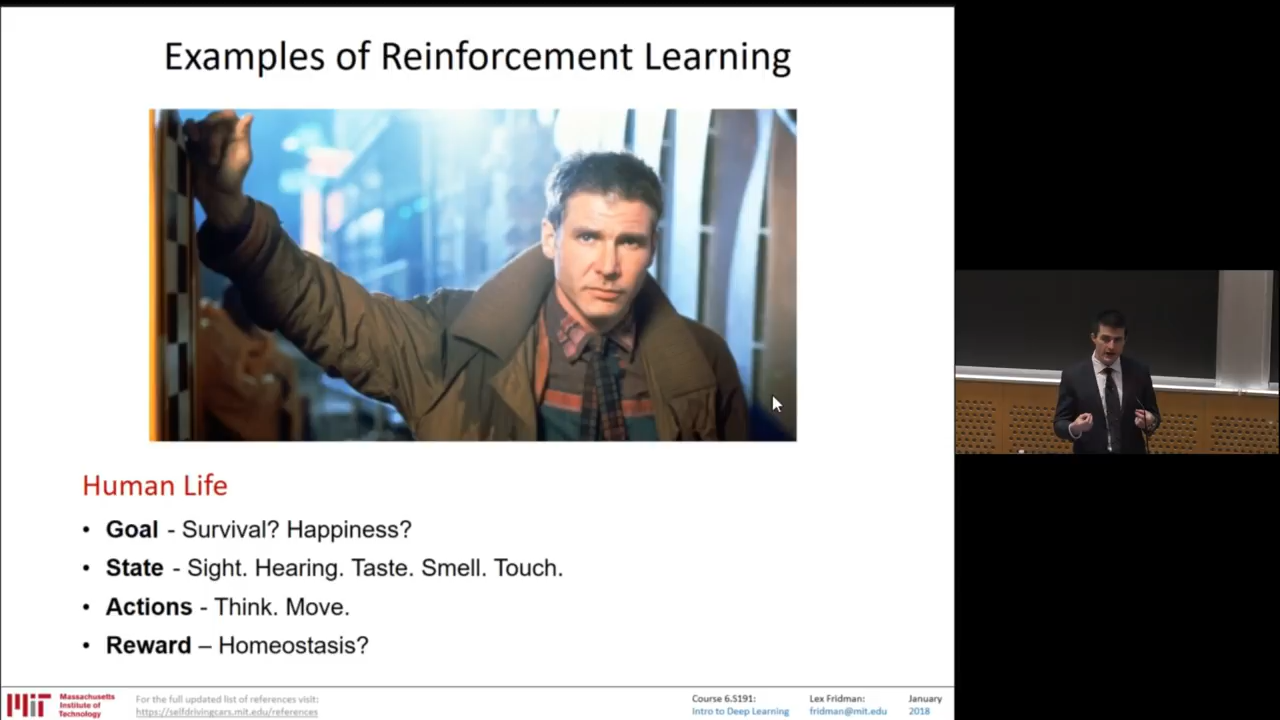 Examples of Reinforcement Learning
Human Life
• Goal - Survival? Happiness?
• State - Sight. Hearing. Taste. Smell. Touch.
• Actions - Think. Move.
• Reward – Homeostasis?
MIT
Massachusetts
Institute of
Technology
For the full updated list of references visit:
https://selfdrivingcars.mit.edu/references
Course 6.S191:
Intro to Deep Learning
Lex Fridman:
fridman@mit.edu
January
2018